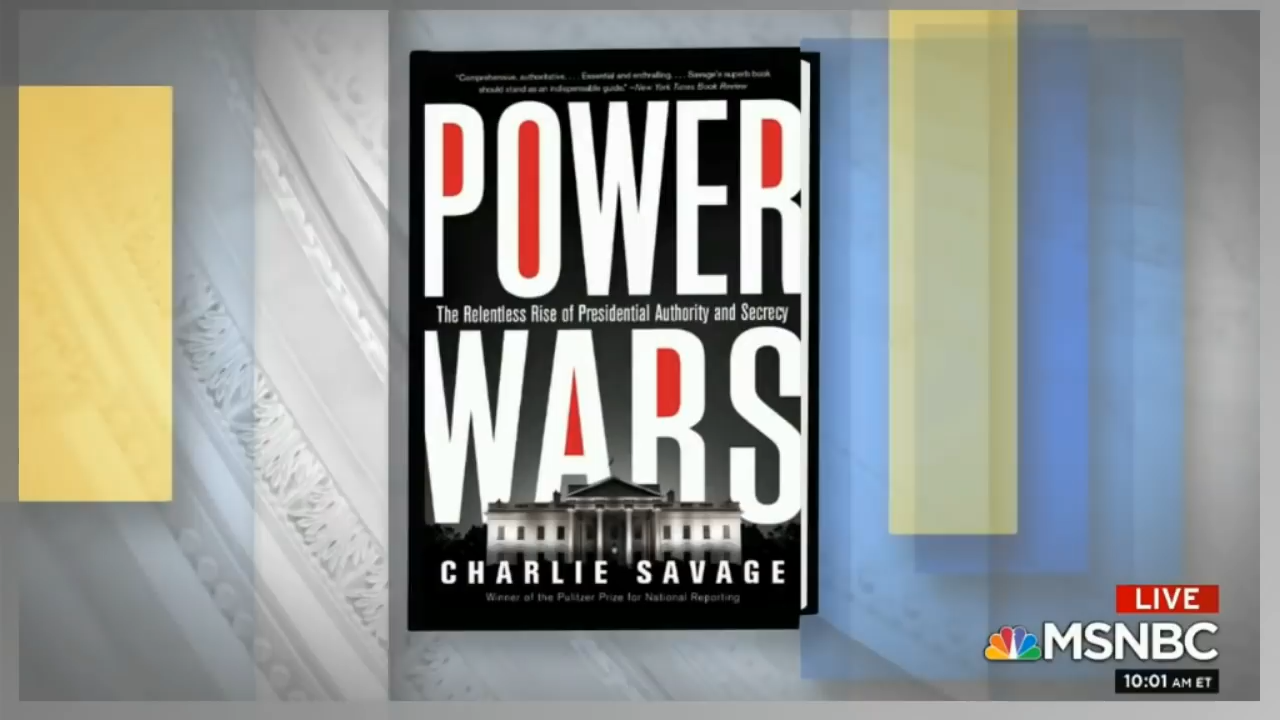 "Comprehensive, authoritative. . . . Essential and enthralling. . . . Savage's superb book
should stand as an indispensable guide." —New York Times Book Review
POWER
The Relentless Rise of Presidential Authority and Secrecy
WARS
CHARLIE SAVAGE
Winner of the Pulitzer Prize for National Reporting
LIVE
MSNBC
10:01 AM ET